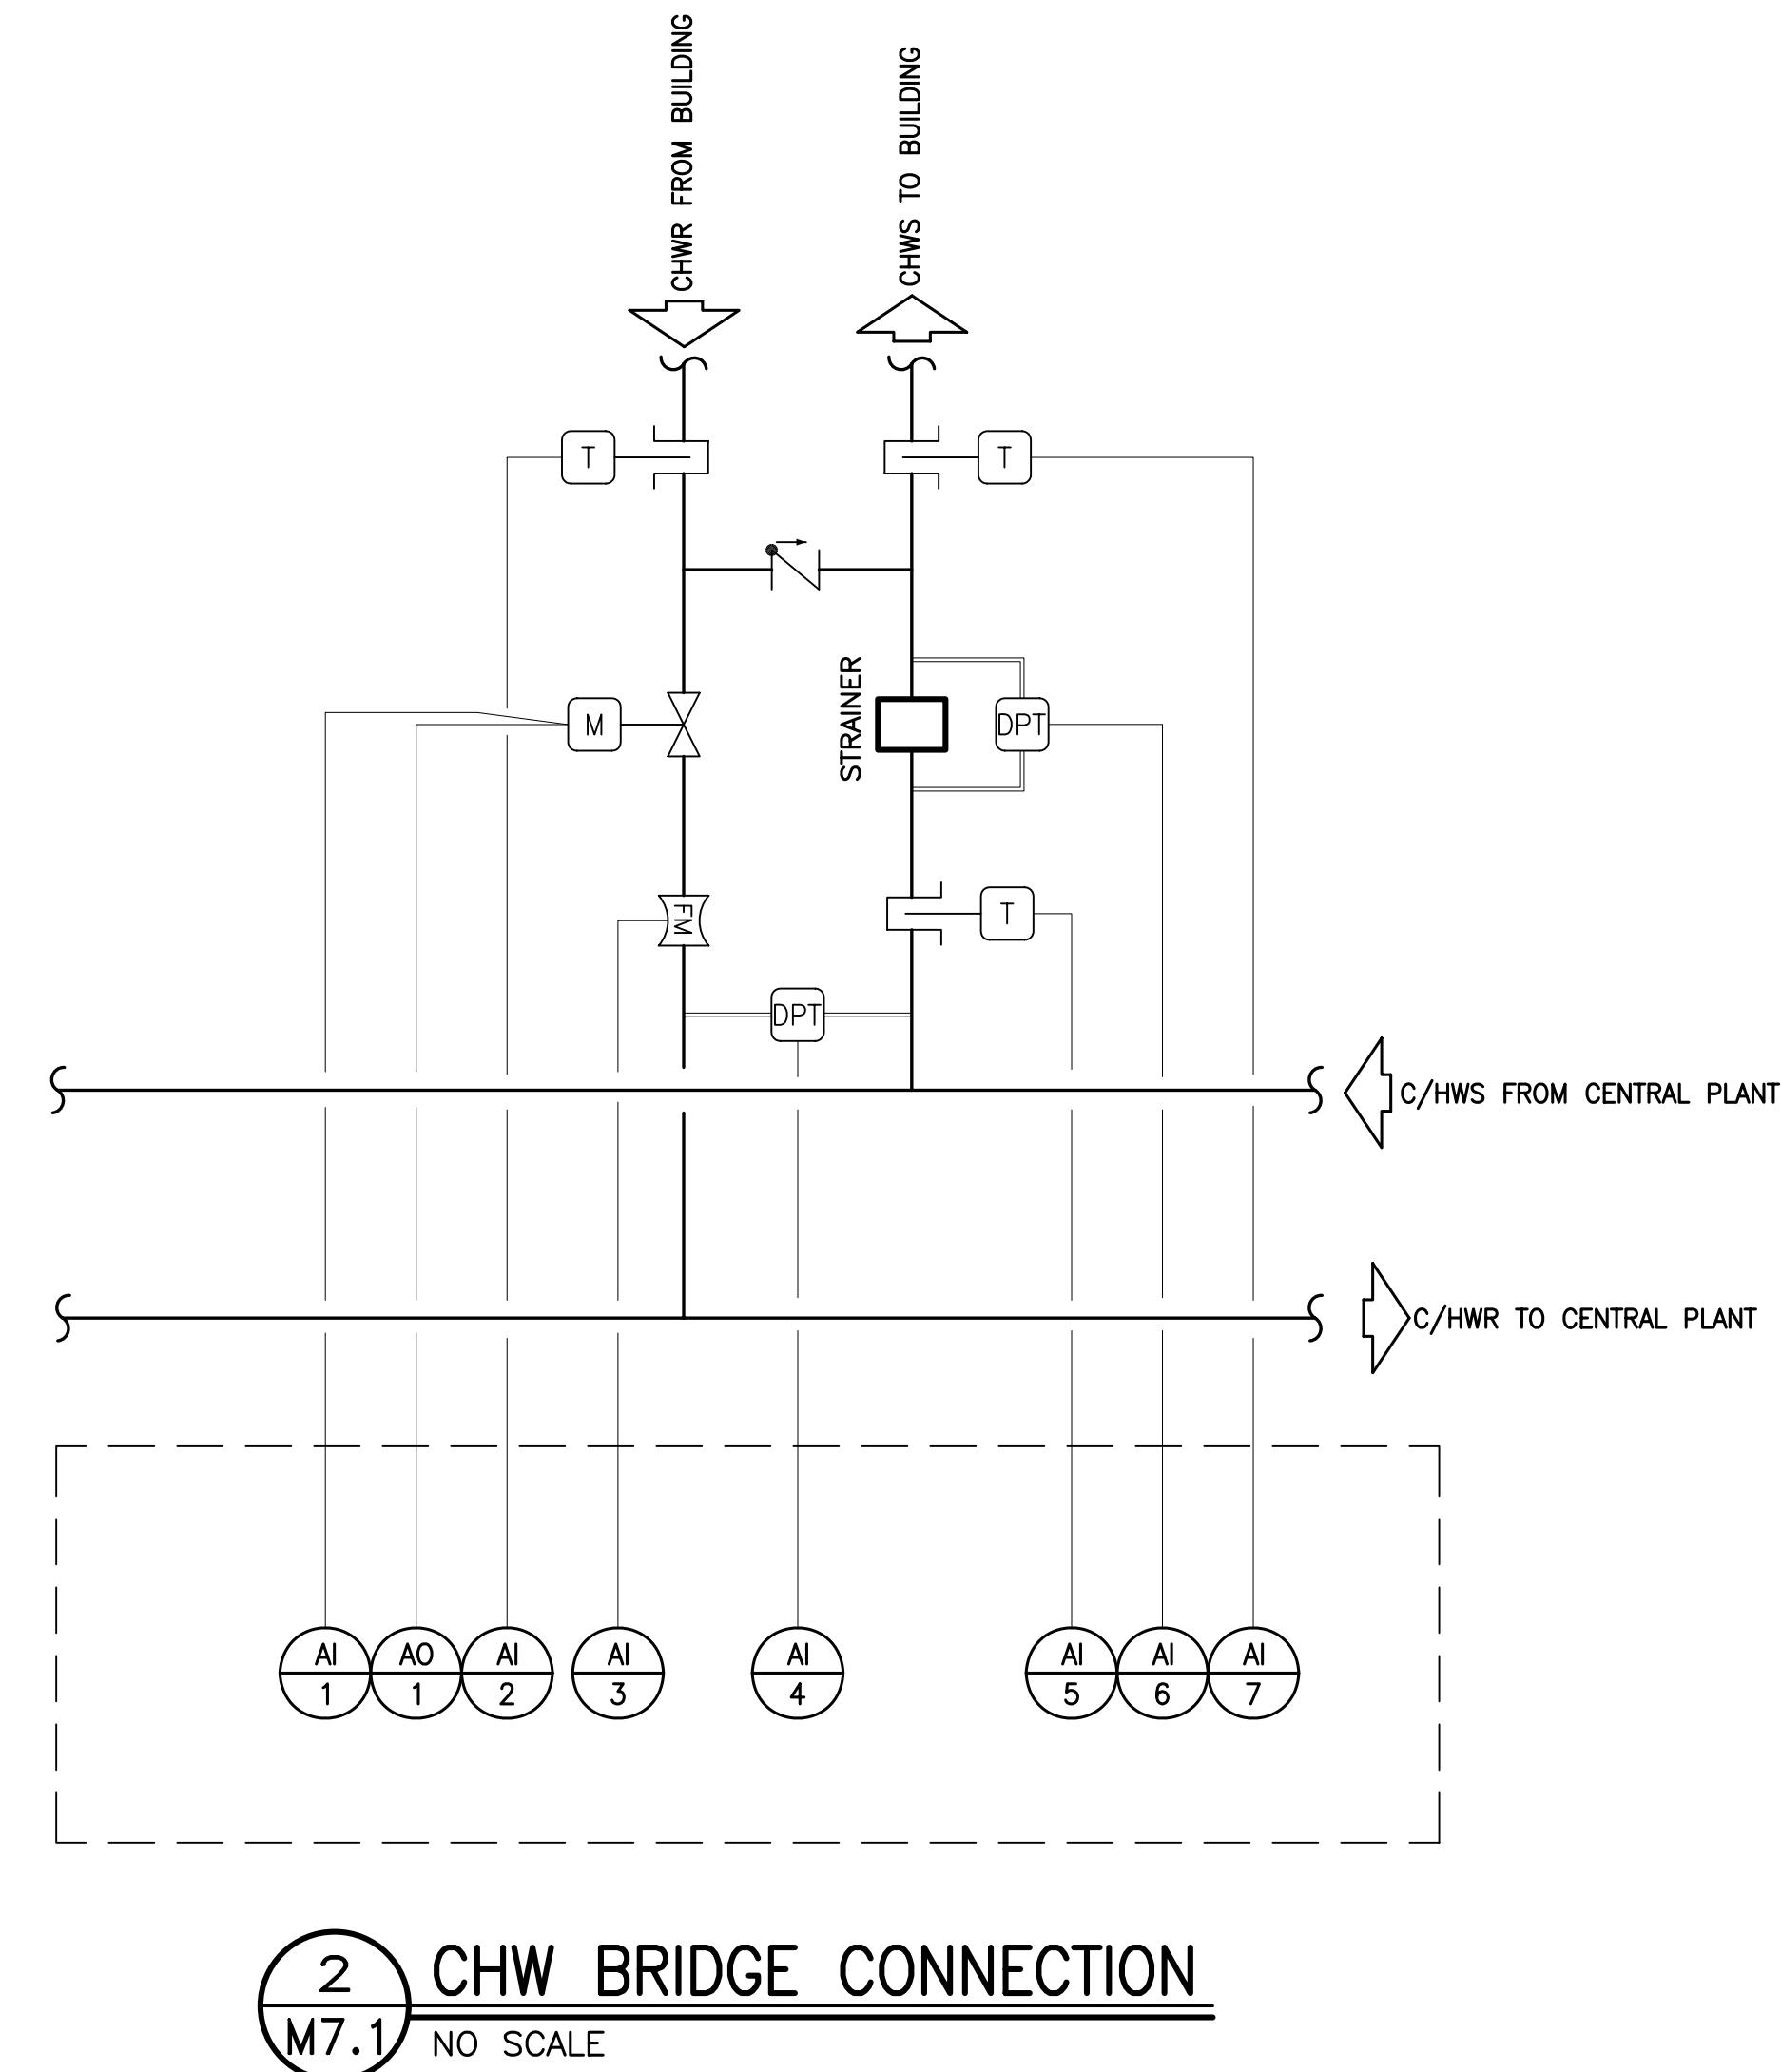 CHWR FROM BUILDING
CHWS TO BUILDING
T
T
STRAINER
M
DPT
FM
T
DPT
C/HWS FROM CENTRAL PLANT
C/HWR TO CENTRAL PLANT
AI AO AI AI AI AI AI AI
1 1 2 3 4 5 6 7
2
CHW BRIDGE CONNECTION
M7.1
NO SCALE